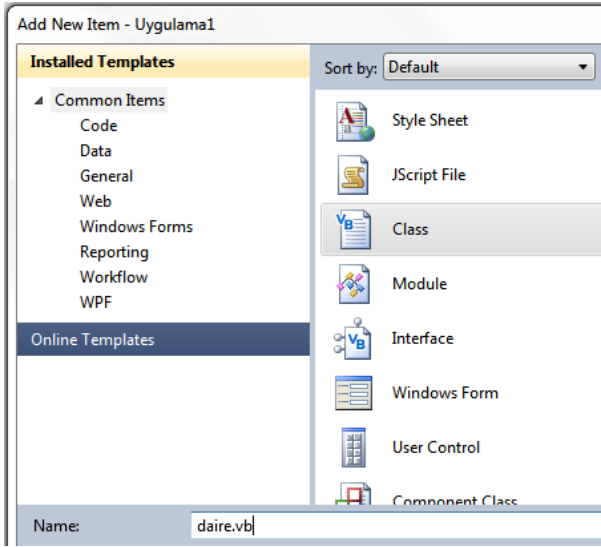 Add New Item - Uygulama1
Installed Templates
Common Items
Code
Data
General
Web
Windows Forms
Reporting
Workflow
WPF
Online Templates
Sort by: Default
Style Sheet
JScript File
Class
Module
Interface
Windows Form
User Control
Component Class
Name: daire.vb